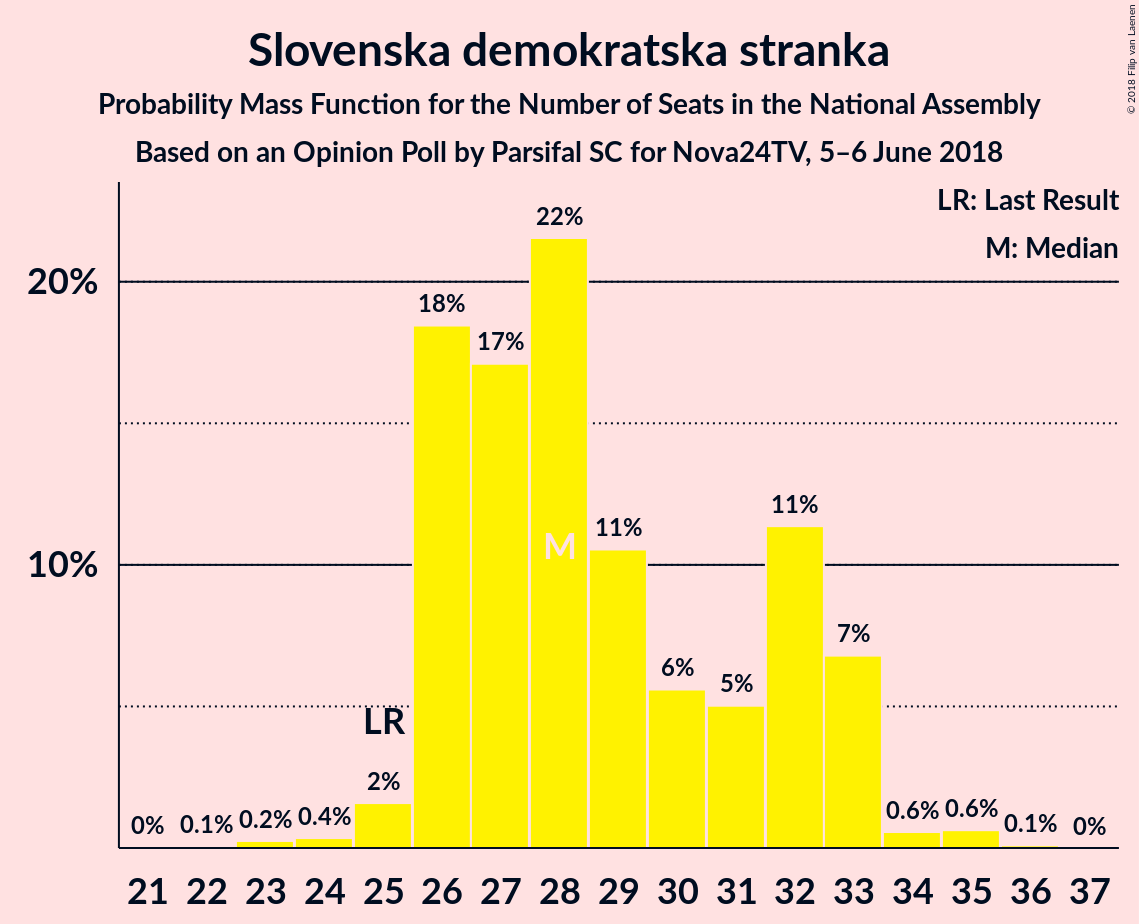 Slovenska demokratska stranka
Probability Mass Function for the Number of Seats in the National Assembly
Based on an Opinion Poll by Parsifal SC for Nova24TV, 5–6 June 2018
© 2018 Filip van Laenen
LR: Last Result
M: Median
20%
10%
0%
0.1%
0.2%
0.4%
2%
LR
18%
17%
22%
M
11%
6%
5%
11%
7%
0.6%
0.6%
0.1%
0%
21 22 23 24 25 26 27 28 29 30 31 32 33 34 35 36 37